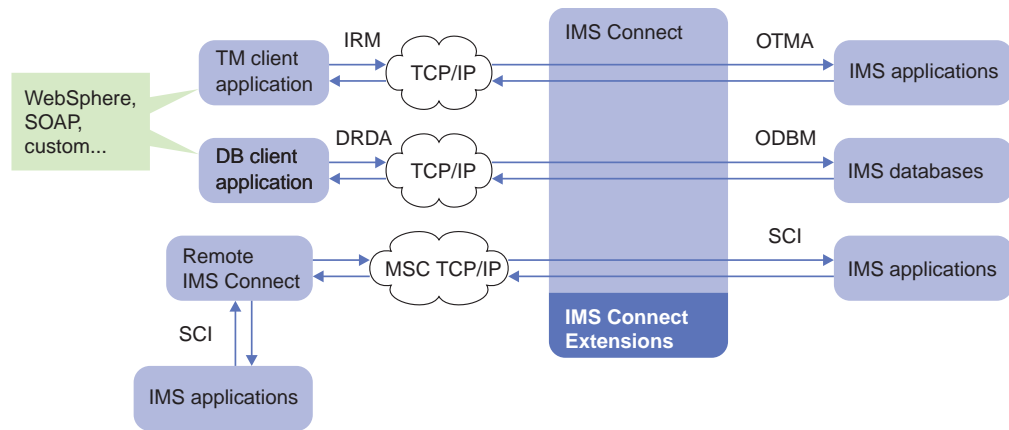 IRM
IMS Connect
OTMA
TM client
application
TCP/IP
IMS applications
WebSphere,
SOAP,
custom...
DRDA
ODBM
DB client
application
TCP/IP
IMS databases
SCI
Remote
IMS Connect
MSC TCP/IP
IMS applications
IMS Connect
Extensions
SCI
IMS applications